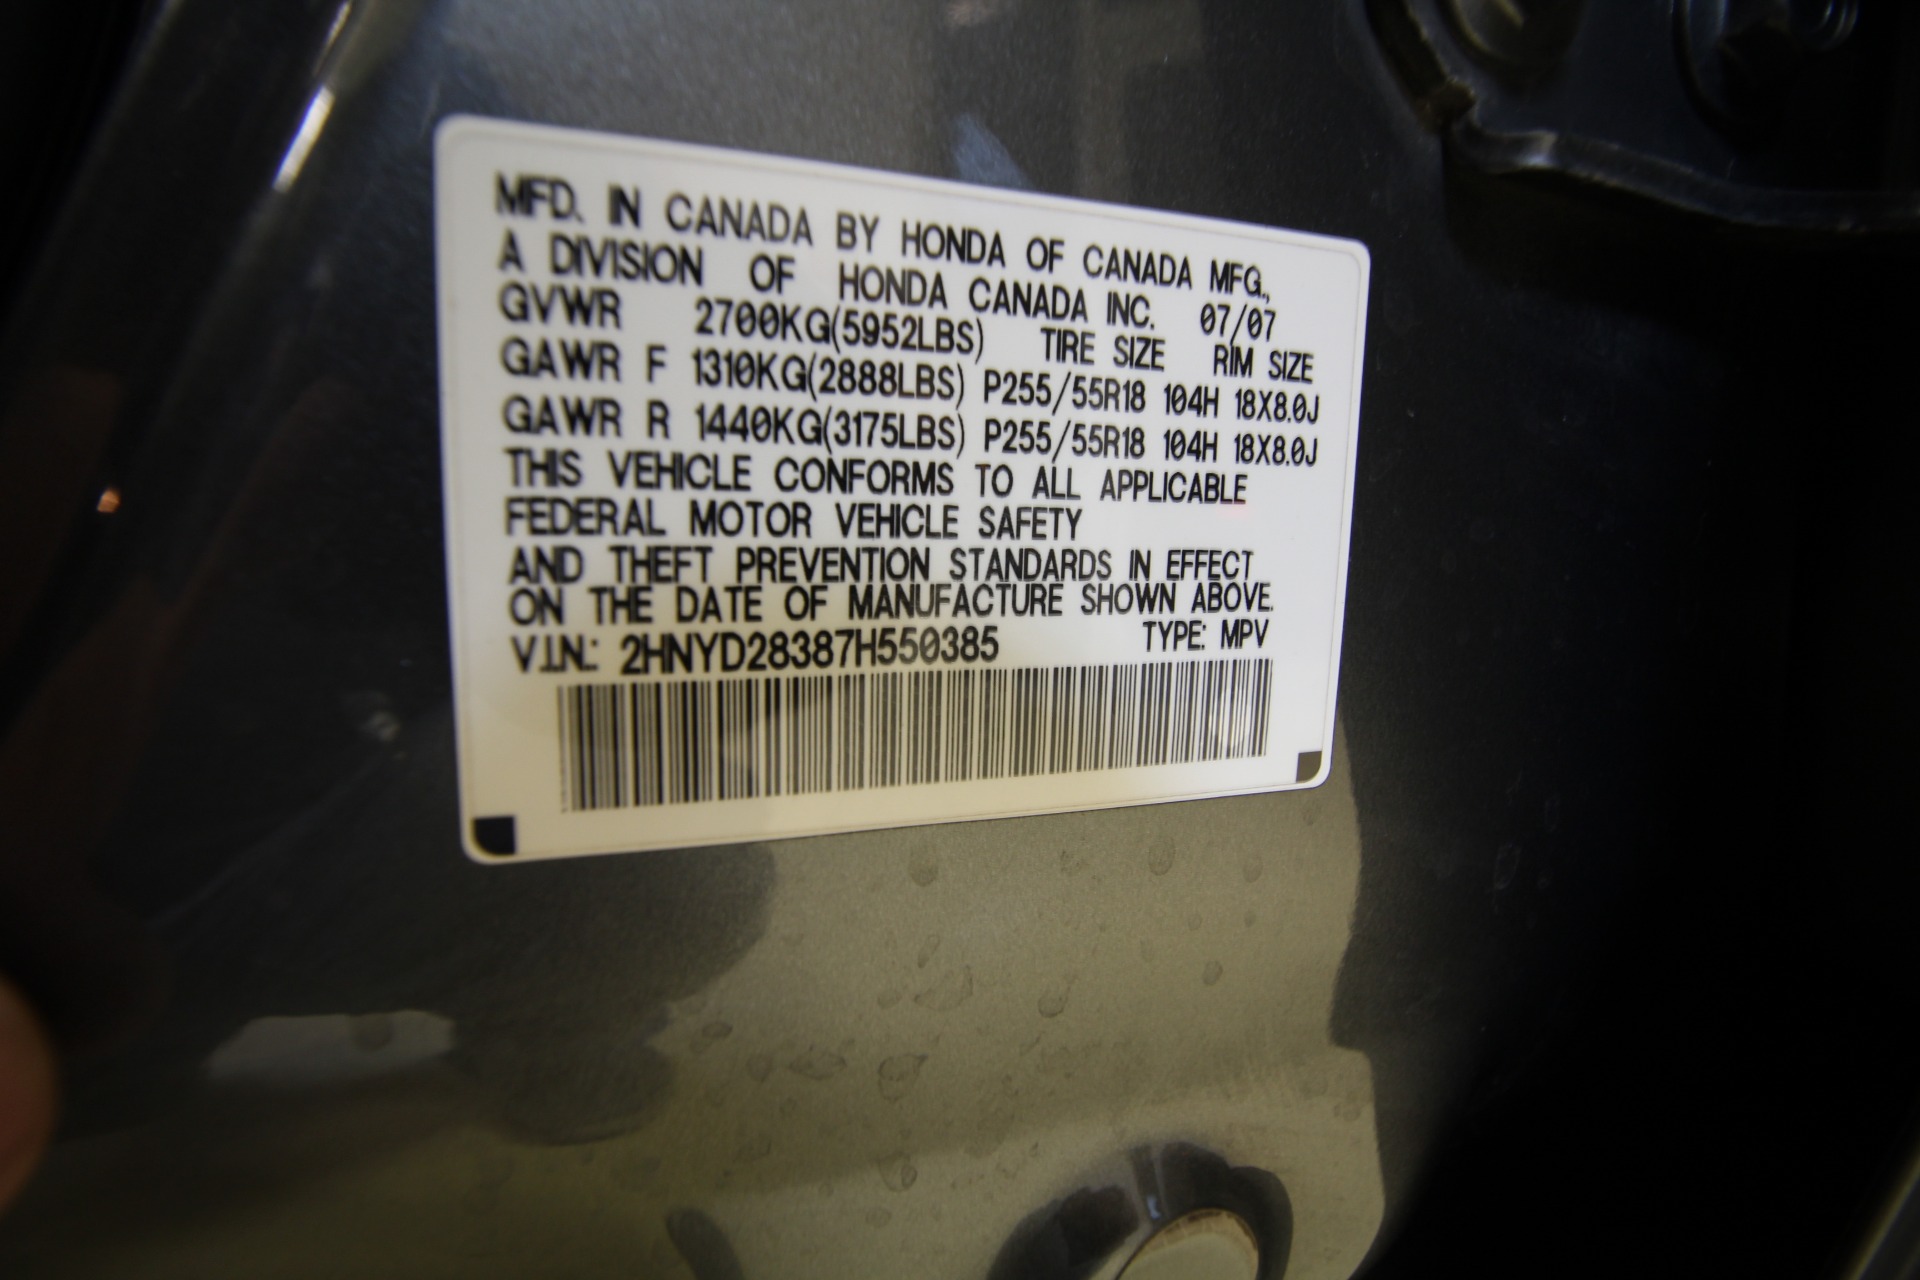 MFD. IN CANADA BY HONDA OF CANADA MFG.,
A DIVISION OF HONDA CANADA INC. 07/07
GVWR 2700KG(5952LBS) TIRE SIZE RIM SIZE
GAWR F 1310KG(2888LBS) P255/55R18 104H 18X8.0J
GAWR R 1440KG(3175LBS) P255/55R18 104H 18X8.0J
THIS VEHICLE CONFORMS TO ALL APPLICABLE
FEDERAL MOTOR VEHICLE SAFETY
AND THEFT PREVENTION STANDARDS IN EFFECT
ON THE DATE OF MANUFACTURE SHOWN ABOVE.
V.I.N.: 2HNYD28387H550385 TYPE: MPV